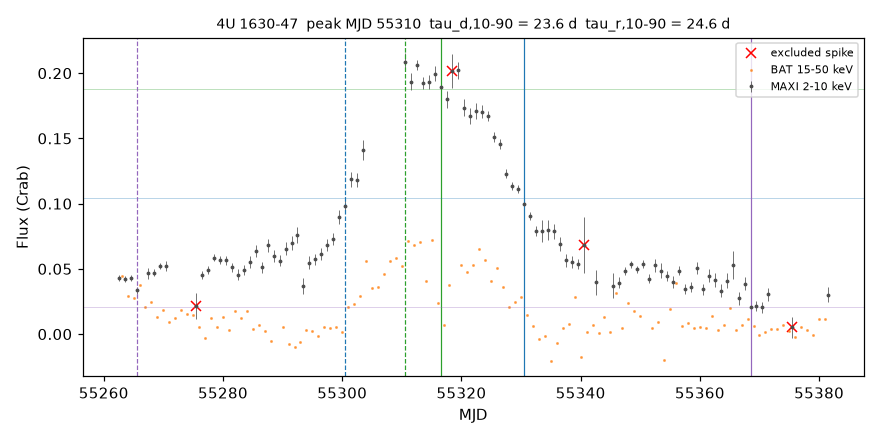 4U 1630-47  peak MJD 55310  tau_d,10-90 = 23.6 d  tau_r,10-90 = 24.6 d
excluded spike
BAT 15-50 keV
MAXI 2-10 keV
Flux (Crab)
0.20
0.15
0.10
0.05
0.00
55260 55280 55300 55320 55340 55360 55380
MJD